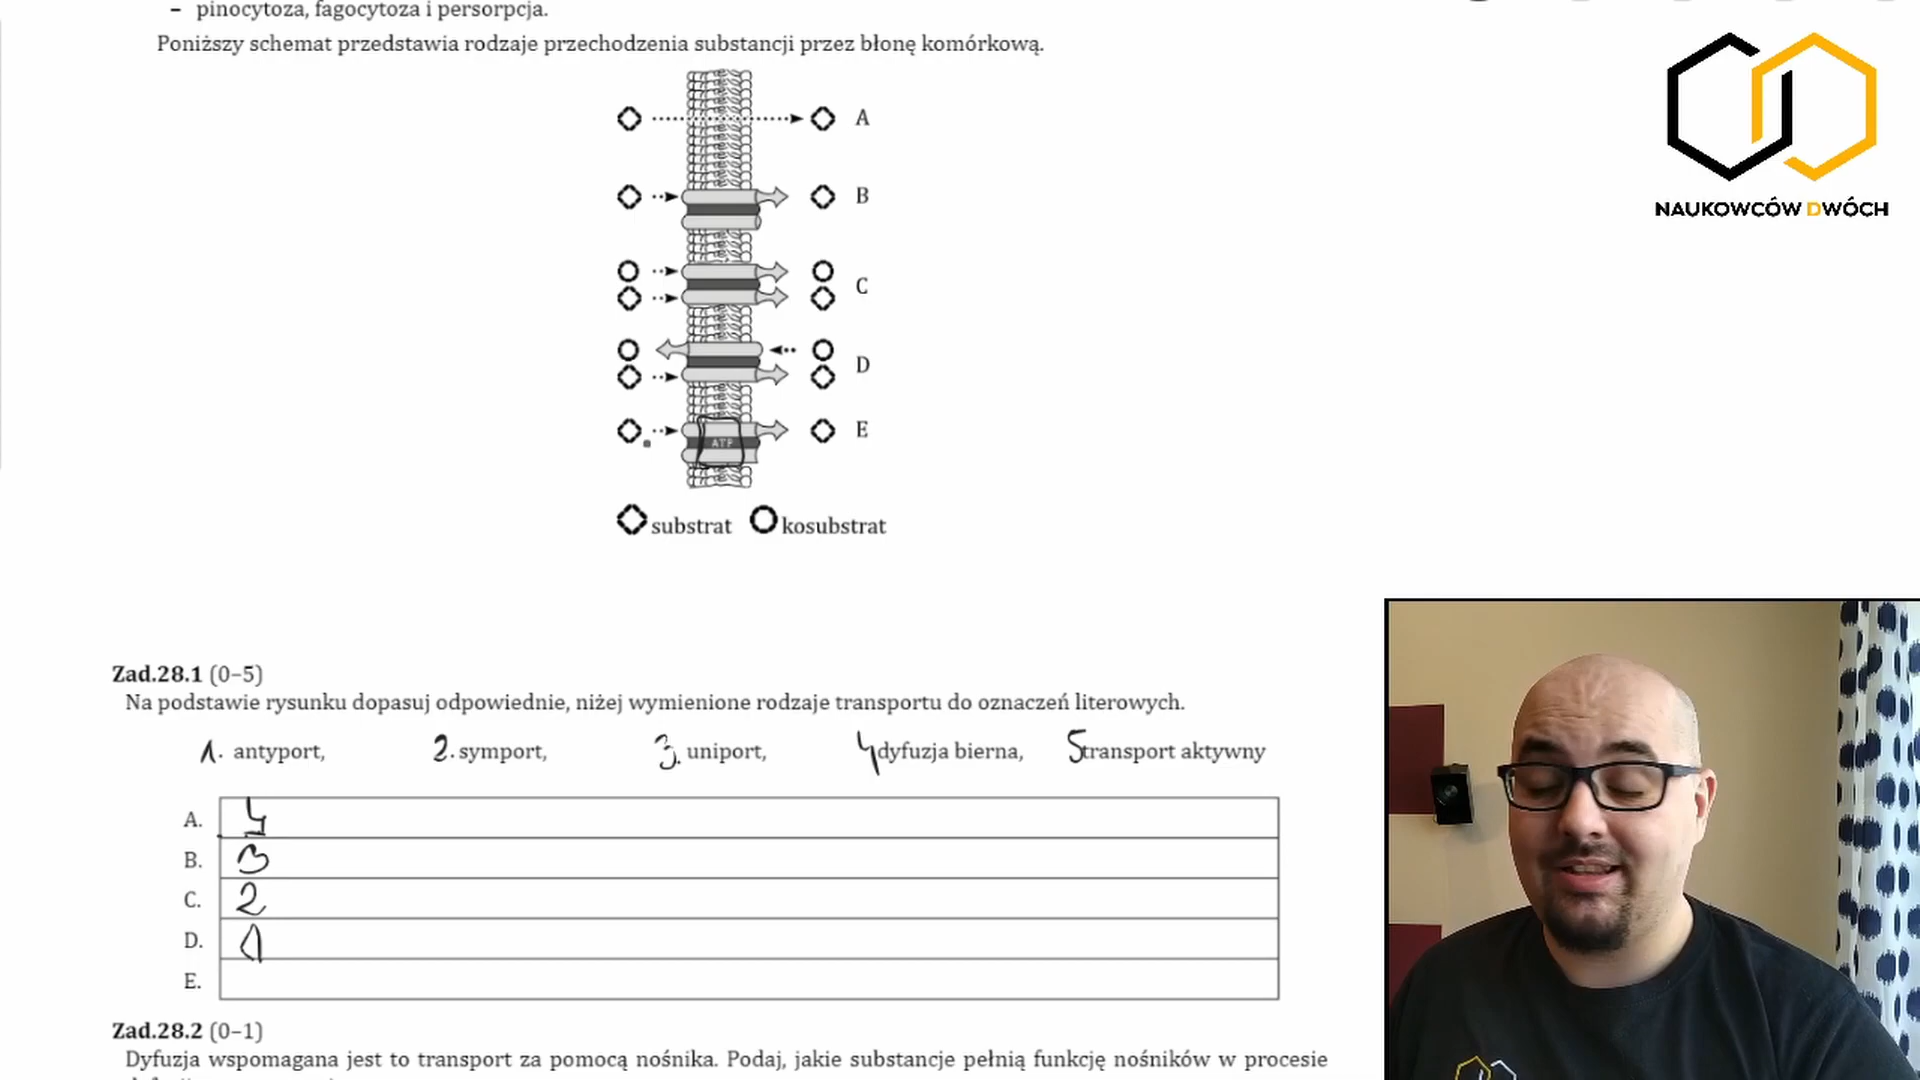 – pinocytoza, fagocytoza i persorpcja.
Poniższy schemat przedstawia rodzaje przechodzenia substancji przez błonę komórkową.
A
B
C
D
ATP
E
substrat kosubstrat
NAUKOWCÓW DWÓCH
Zad.28.1 (0–5)
Na podstawie rysunku dopasuj odpowiednie, niżej wymienione rodzaje transportu do oznaczeń literowych.
1. antyport, 2. symport, 3. uniport, 4 dyfuzja bierna, 5 transport aktywny
A. 4
B. 3
C. 2
D. 1
E.
Zad.28.2 (0–1)
Dyfuzja wspomagana jest to transport za pomocą nośnika. Podaj, jakie substancje pełnią funkcję nośników w procesie